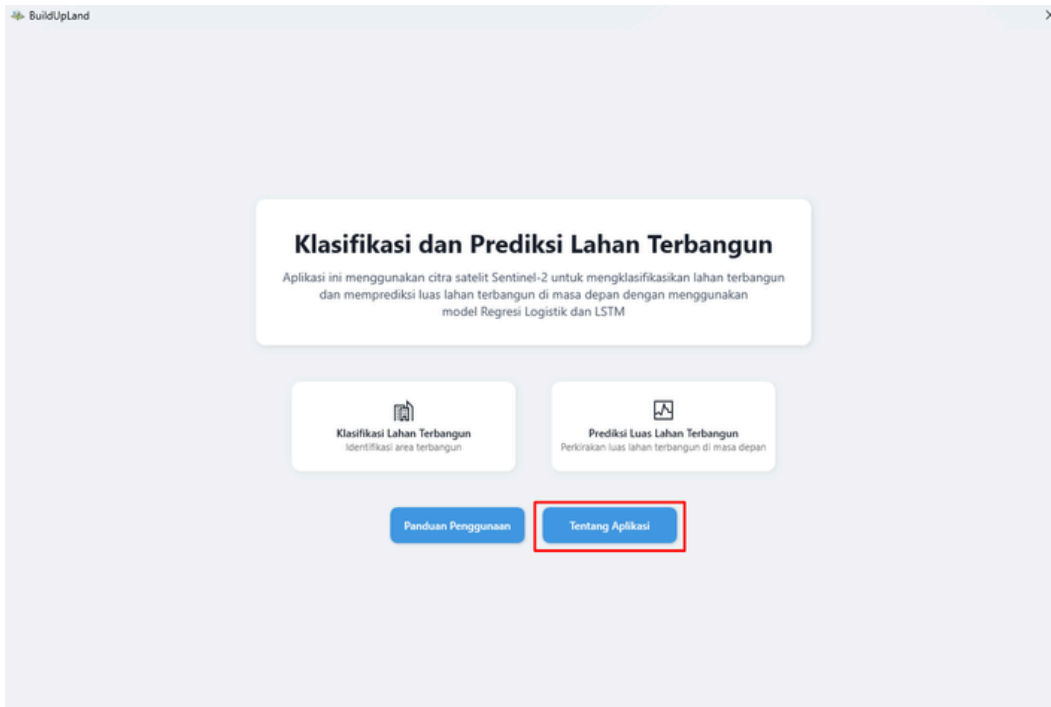 BuildUpLand
Klasifikasi dan Prediksi Lahan Terbangun
Aplikasi ini menggunakan citra satelit Sentinel-2 untuk mengklasifikasikan lahan terbangun
dan memprediksi luas lahan terbangun di masa depan dengan menggunakan
model Regresi Logistik dan LSTM
Klasifikasi Lahan Terbangun
Identifikasi area terbangun
Prediksi Luas Lahan Terbangun
Perkirakan luas lahan terbangun di masa depan
Panduan Penggunaan
Tentang Aplikasi